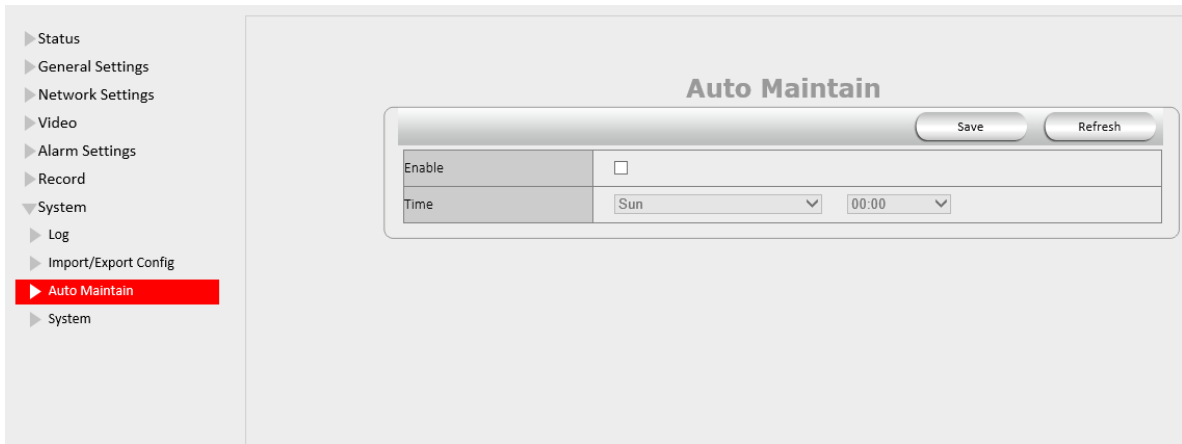 Status
General Settings
Network Settings
Video
Alarm Settings
Record
System
Log
Import/Export Config
Auto Maintain
System
Auto Maintain
Save Refresh
Enable
Time Sun 00:00